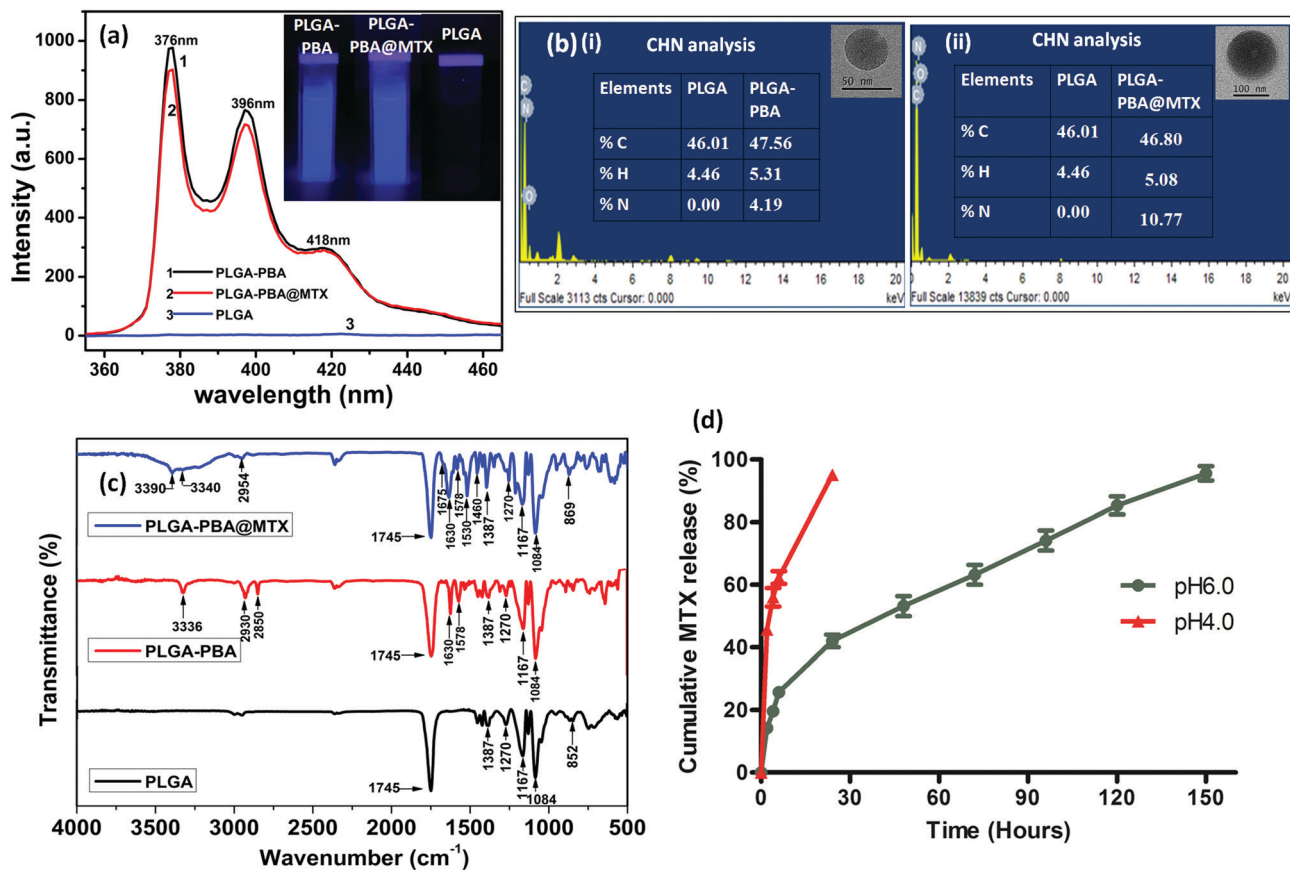 (a)
PLGA-PBA
PLGA-PBA@MTX
PLGA
376nm
1
2
396nm
418nm
1 PLGA-PBA
2 PLGA-PBA@MTX
3 PLGA
3
Intensity (a.u.)
1000
800
600
400
200
0
360 380 400 420 440 460
wavelength (nm)
(b) (i)
CHN analysis
50 nm
Elements PLGA PLGA-PBA
% C 46.01 47.56
% H 4.46 5.31
% N 0.00 4.19
C
N
O
2 4 6 8 10 12 14 16 18 20
Full Scale 3113 cts Cursor: 0.000 keV
(ii)
CHN analysis
100 nm
Elements PLGA PLGA-PBA@MTX
% C 46.01 46.80
% H 4.46 5.08
% N 0.00 10.77
N
O
C
2 4 6 8 10 12 14 16 18 20
Full Scale 13839 cts Cursor: 0.000 keV
(c)
Transmittance (%)
3390 3340 2954 1745 1675 1630 1578 1530 1460 1387 1270 1167 1084 869
PLGA-PBA@MTX
3336 2930 2850 1745 1630 1578 1387 1270 1167 1084
PLGA-PBA
1745 1387 1270 1167 1084 852
PLGA
4000 3500 3000 2500 2000 1500 1000 500
Wavenumber (cm⁻¹)
(d)
Cumulative MTX release (%)
100
80
60
40
20
0
pH6.0
pH4.0
0 30 60 90 120 150
Time (Hours)